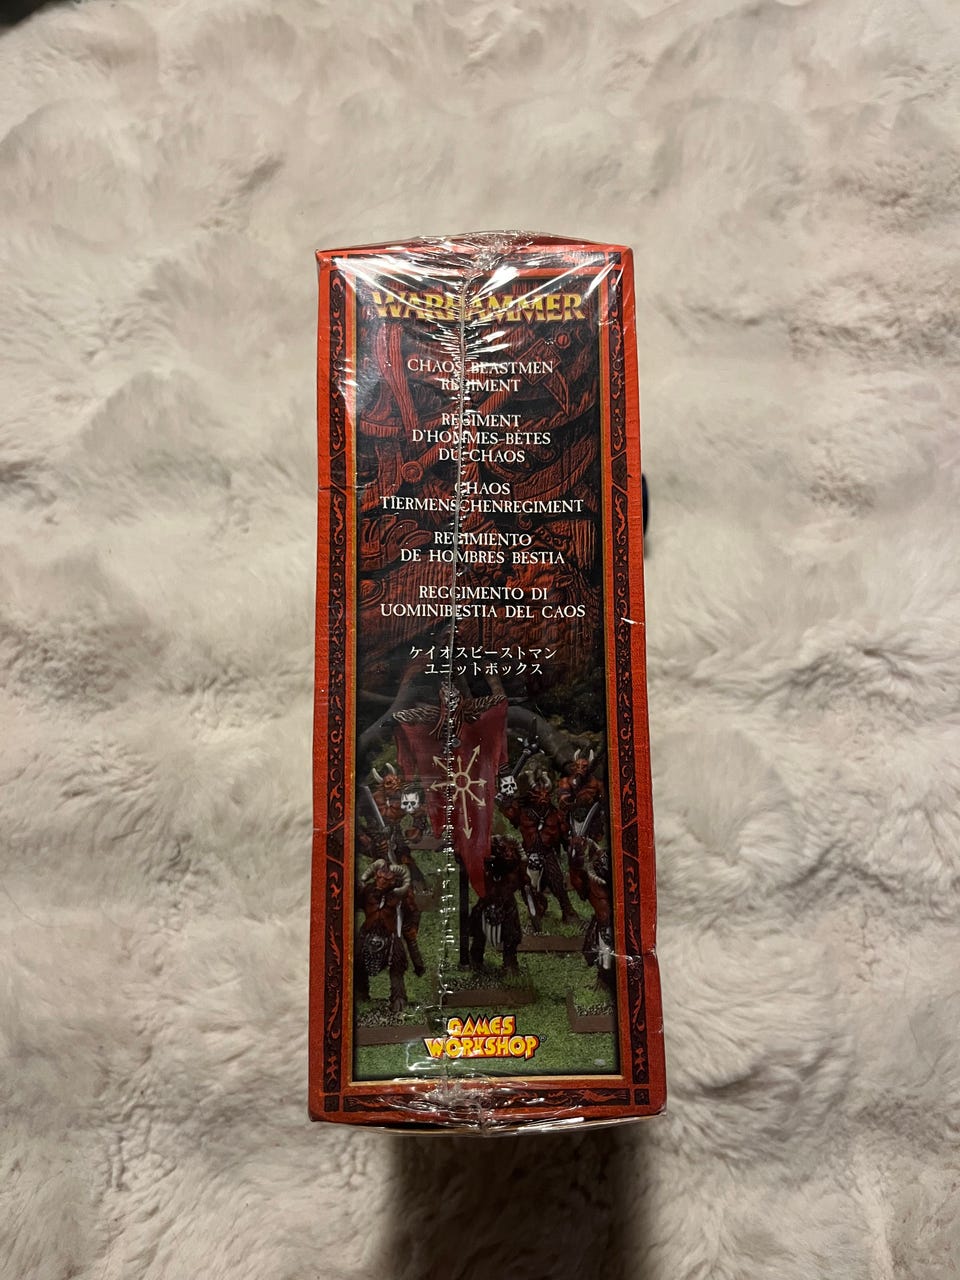 WARHAMMER
CHAOS BEASTMEN
REGIMENT
RÉGIMENT
D'HOMMES-BÊTES
DU CHAOS
CHAOS
TIERMENSCHENREGIMENT
REGIMIENTO
DE HOMBRES BESTIA
REGGIMENTO DI
UOMINIBESTIA DEL CAOS
ケイオスビーストマン
ユニットボックス
GAMES
WORKSHOP